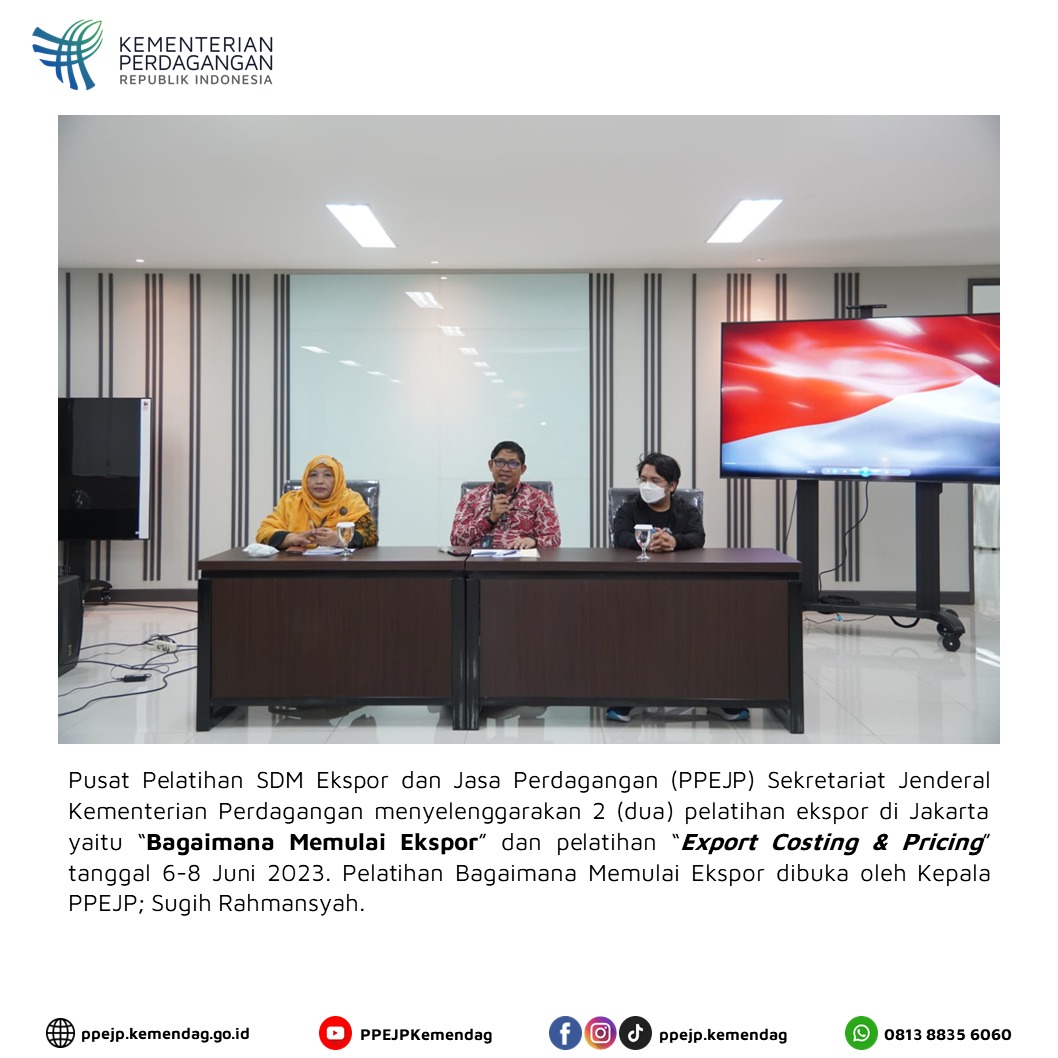 KEMENTERIAN
PERDAGANGAN
REPUBLIK INDONESIA
Pusat Pelatihan SDM Ekspor dan Jasa Perdagangan (PPEJP) Sekretariat Jenderal
Kementerian Perdagangan menyelenggarakan 2 (dua) pelatihan ekspor di Jakarta
yaitu “Bagaimana Memulai Ekspor” dan pelatihan “Export Costing & Pricing”
tanggal 6-8 Juni 2023. Pelatihan Bagaimana Memulai Ekspor dibuka oleh Kepala
PPEJP; Sugih Rahmansyah.
ppejp.kemendag.go.id
PPEJPKemendag
ppejp.kemendag
0813 8835 6060